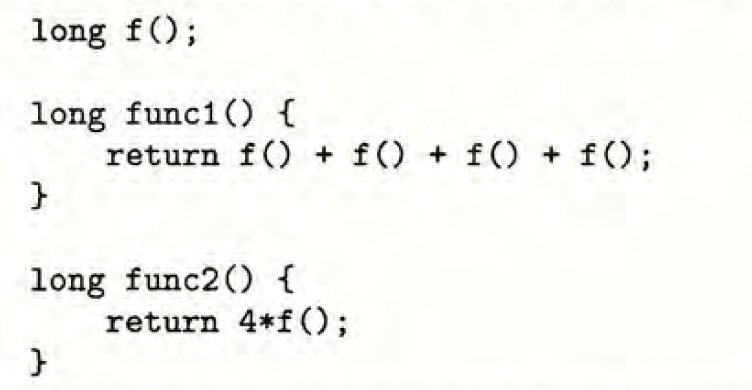 long f();
long func1() {
    return f() + f() + f() + f();
}
long func2() {
    return 4*f();
}